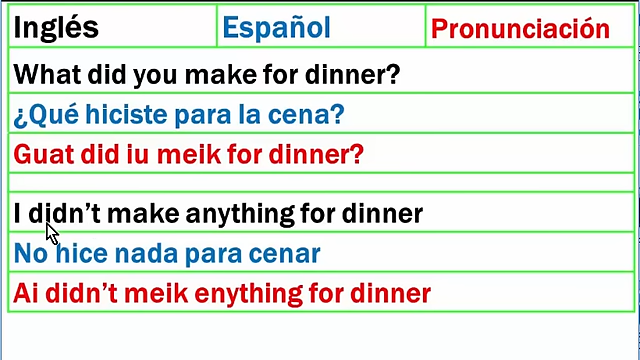 Inglés Español Pronunciación
What did you make for dinner?
¿Qué hiciste para la cena?
Guat did iu meik for dinner?
I didn’t make anything for dinner
No hice nada para cenar
Ai didn’t meik enything for dinner